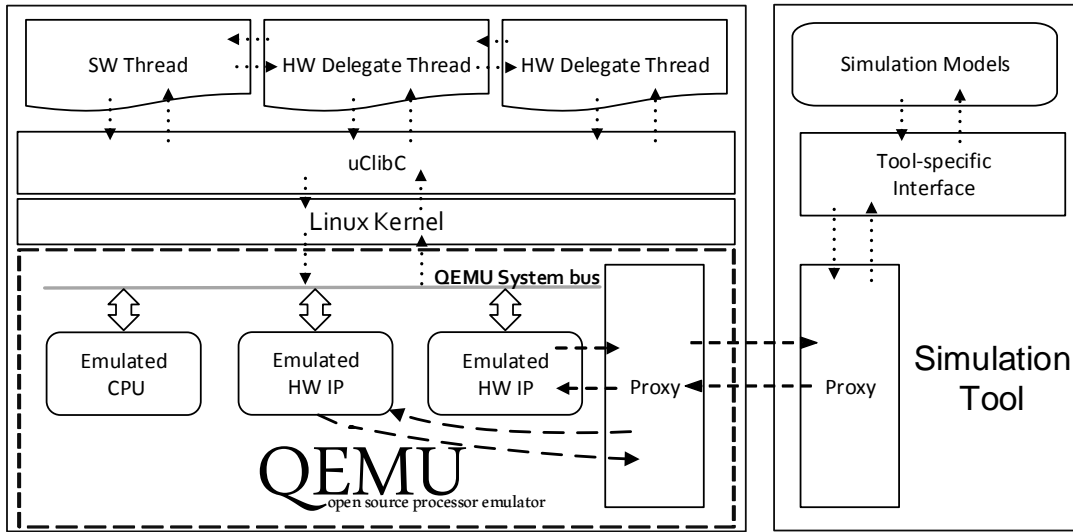 SW Thread
HW Delegate Thread
HW Delegate Thread
uClibC
Linux Kernel
QEMU System bus
Emulated
CPU
Emulated
HW IP
Emulated
HW IP
Proxy
QEMU
open source processor emulator
Simulation Models
Tool-specific
Interface
Proxy
Simulation
Tool